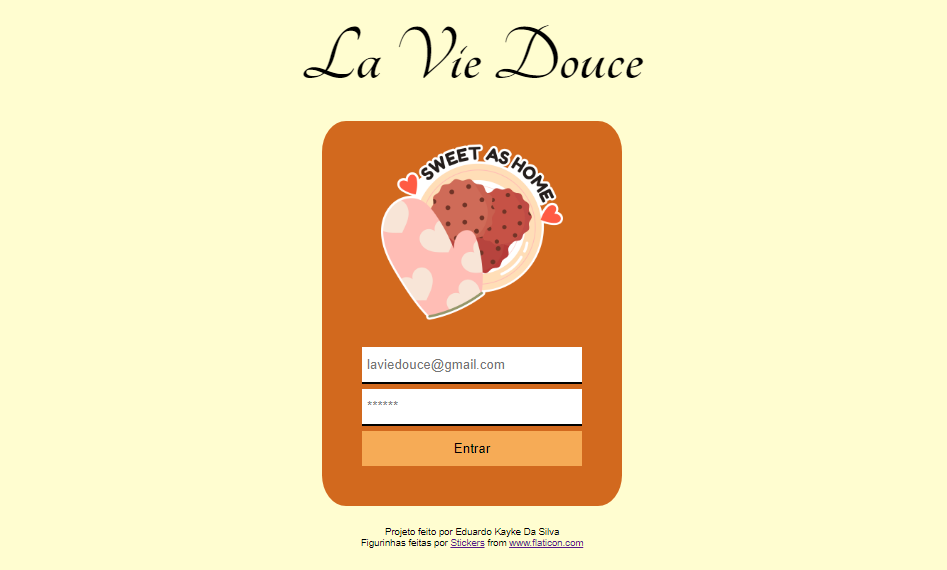 La Vie Douce
SWEET AS HOME
laviedouce@gmail.com
******
Entrar
Projeto feito por Eduardo Kayke Da Silva
Figurinhas feitas por Stickers from www.flaticon.com